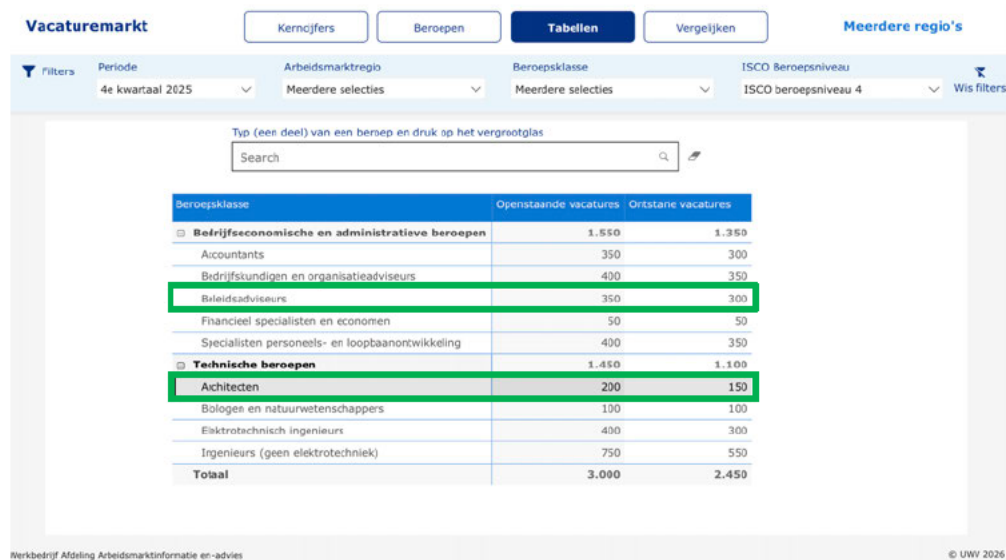 Vacaturemarkt Kerncijfers Beroepen Tabellen Vergelijken Meerdere regio's
Filters Periode Arbeidsmarktregio Beroepsklasse ISCO Beroepsniveau
4e kwartaal 2025 Meerdere selecties Meerdere selecties ISCO beroepsniveau 4 Wis filters
Typ (een deel) van een beroep en druk op het vergrootglas
Search
Beroepsklasse Openstaande vacatures Ontstane vacatures
Bedrijfseconomische en administratieve beroepen 1.550 1.350
Accountants 350 300
Bedrijfskundigen en organisatieadviseurs 400 350
Beleidsadviseurs 350 300
Financieel specialisten en economen 50 50
Specialisten personeels- en loopbaanontwikkeling 400 350
Technische beroepen 1.450 1.100
Architecten 200 150
Biologen en natuurwetenschappers 100 100
Elektrotechnisch ingenieurs 400 300
Ingenieurs (geen elektrotechniek) 750 550
Totaal 3.000 2.450
Werkbedrijf Afdeling Arbeidsmarktinformatie en-advies © UWV 2026